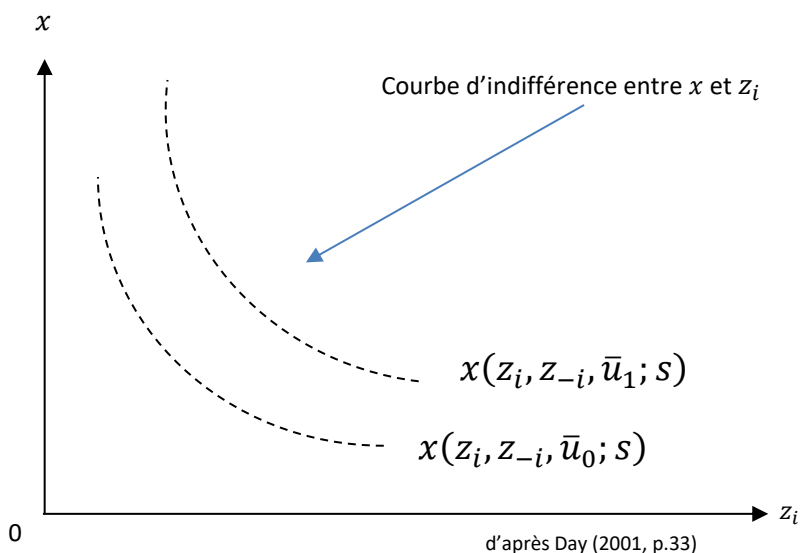 x
Courbe d’indifférence entre x et z_i
x(z_i, z_{−i}, ū_1; s)
x(z_i, z_{−i}, ū_0; s)
z_i
0
d’après Day (2001, p.33)